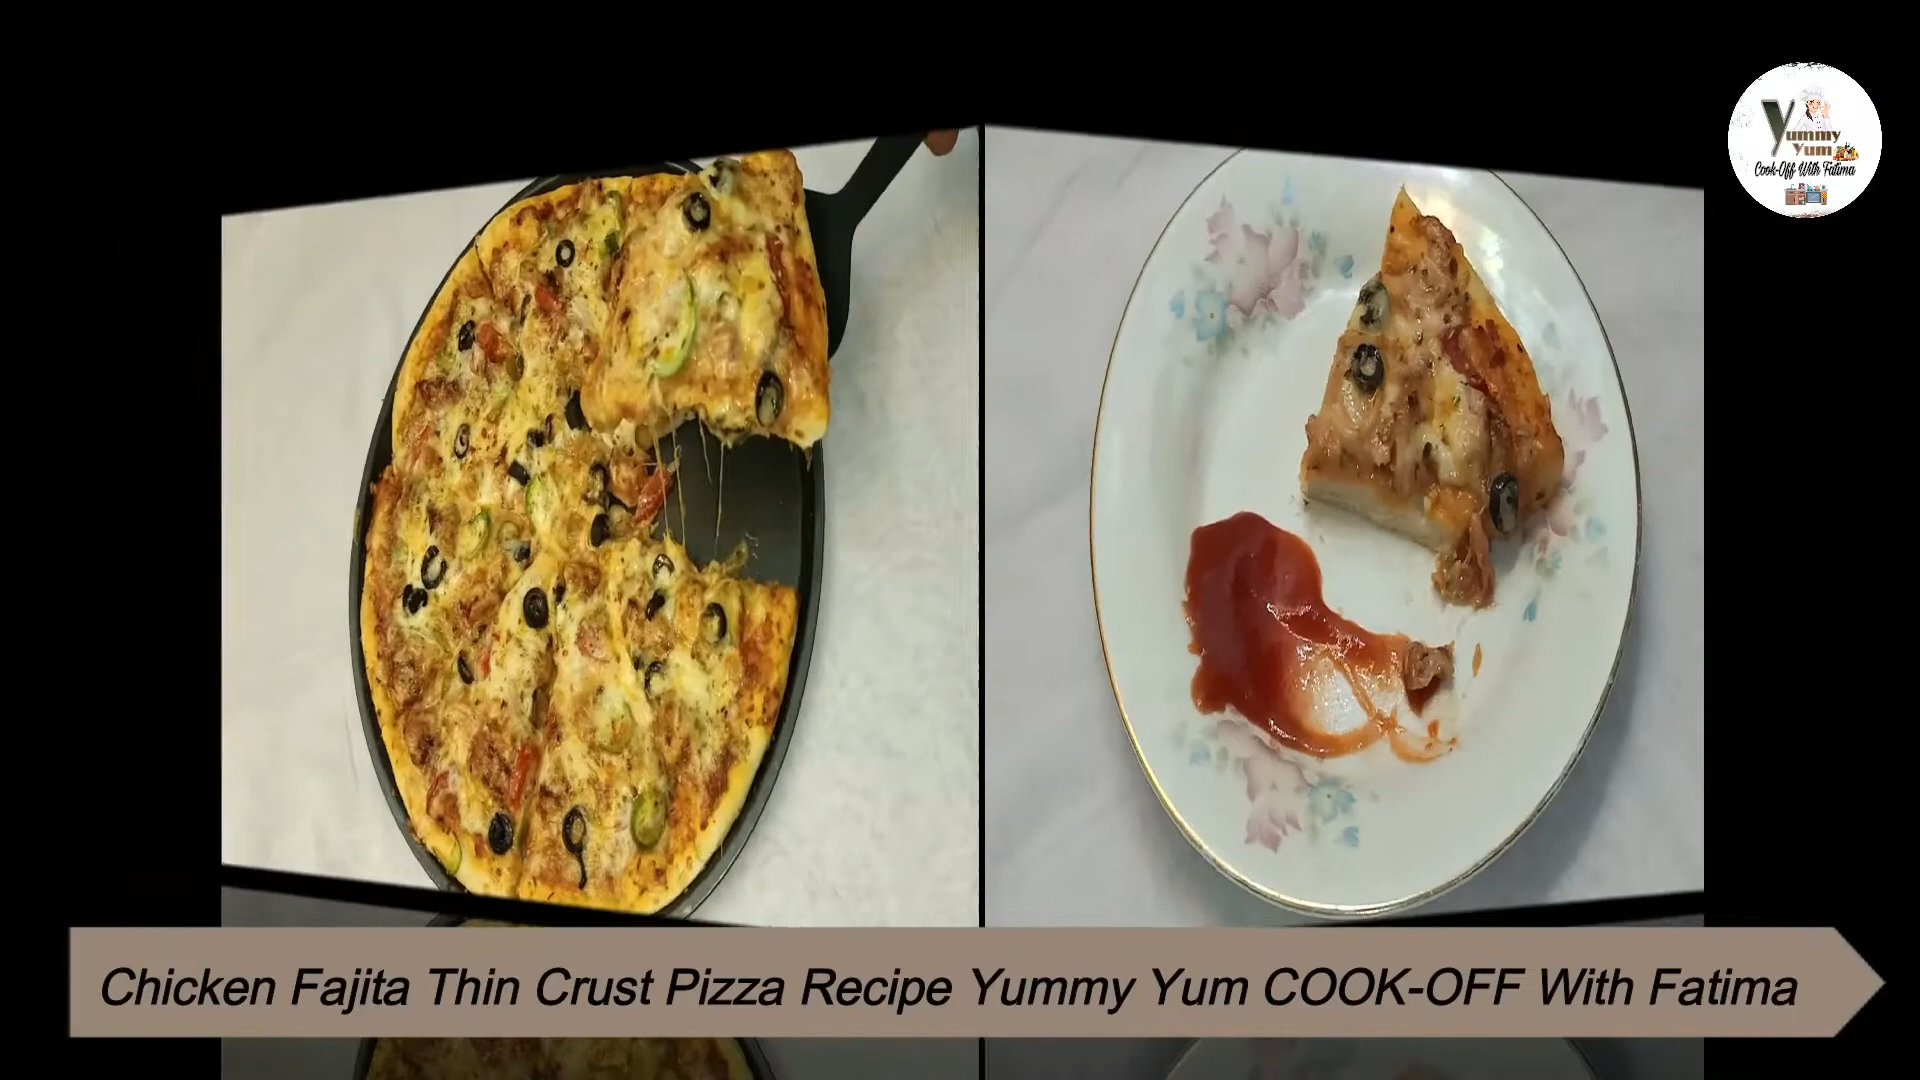 Yummy
Yum
Cook-Off With Fatima
Chicken Fajita Thin Crust Pizza Recipe Yummy Yum COOK-OFF With Fatima